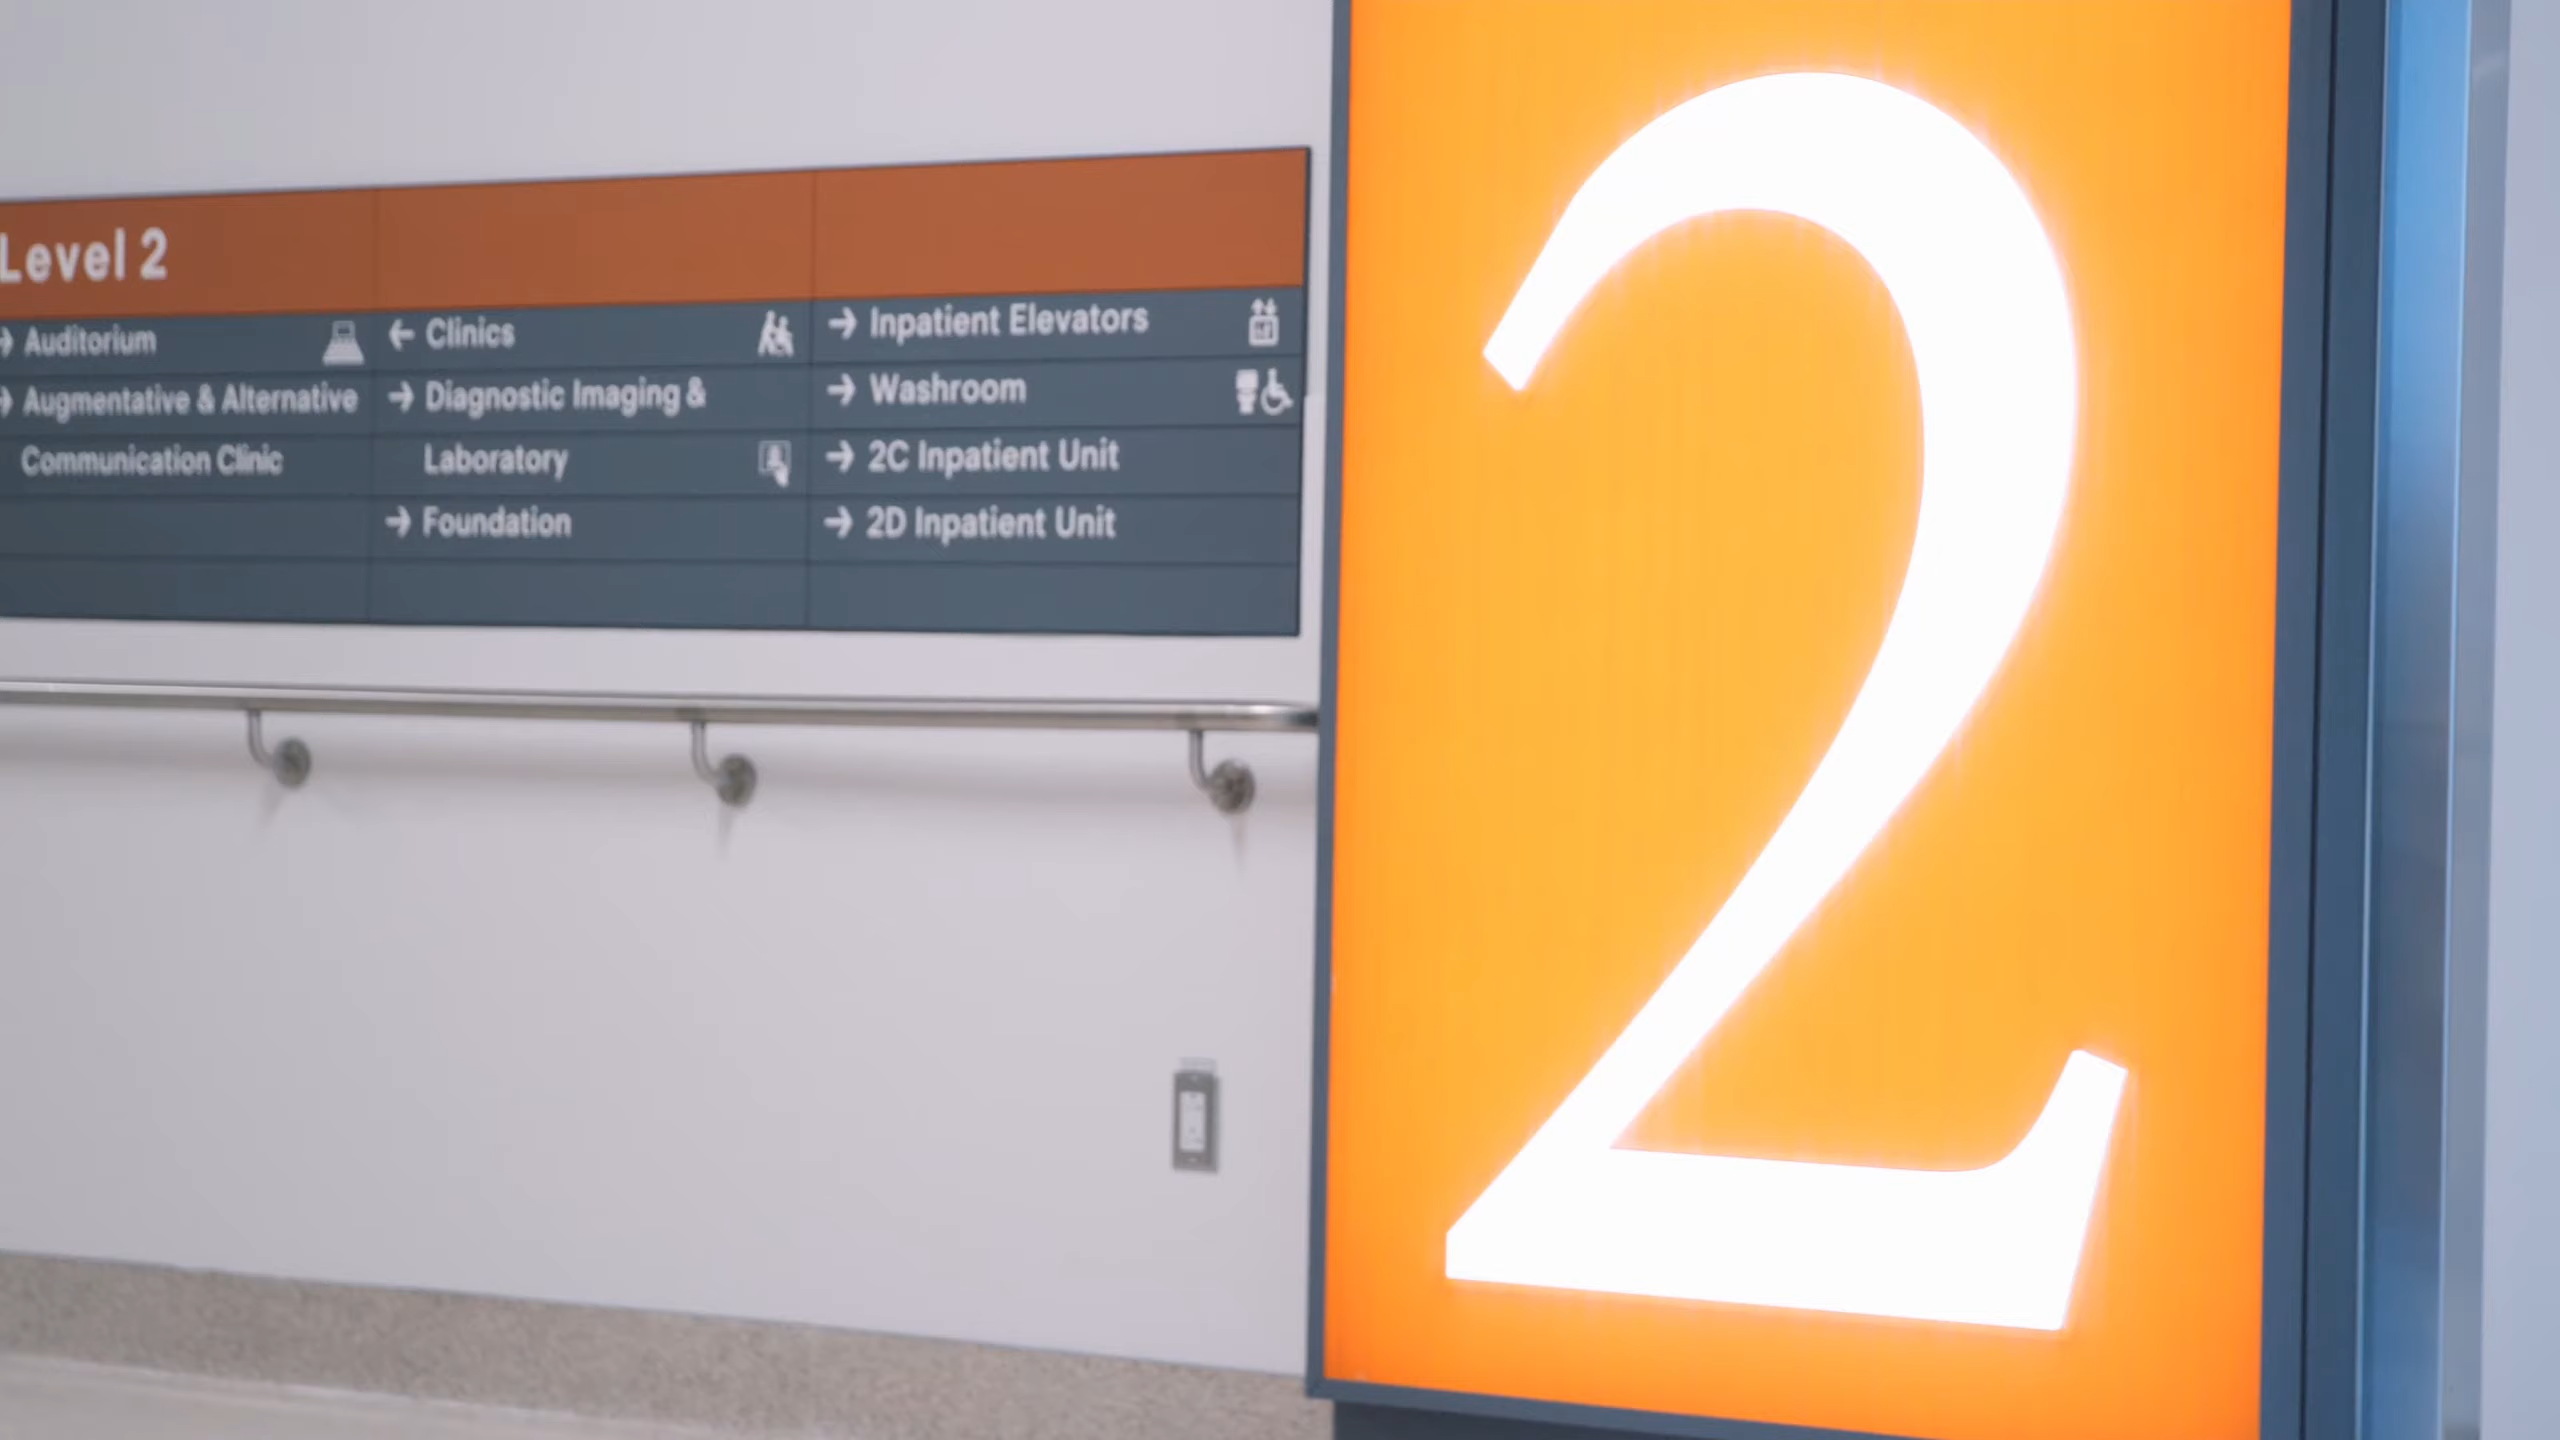 Level 2
→ Auditorium
→ Augmentative & Alternative
Communication Clinic
← Clinics
→ Diagnostic Imaging &
Laboratory
→ Foundation
→ Inpatient Elevators
→ Washroom
→ 2C Inpatient Unit
→ 2D Inpatient Unit
2